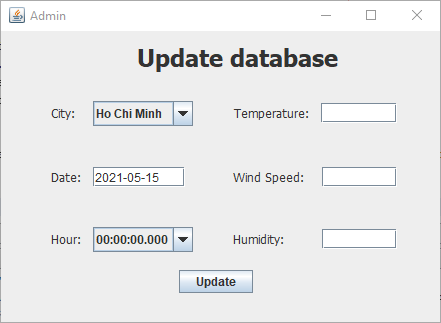 Admin
Update database
City: Ho Chi Minh Temperature:
Date: 2021-05-15 Wind Speed:
Hour: 00:00:00.000 Humidity:
Update